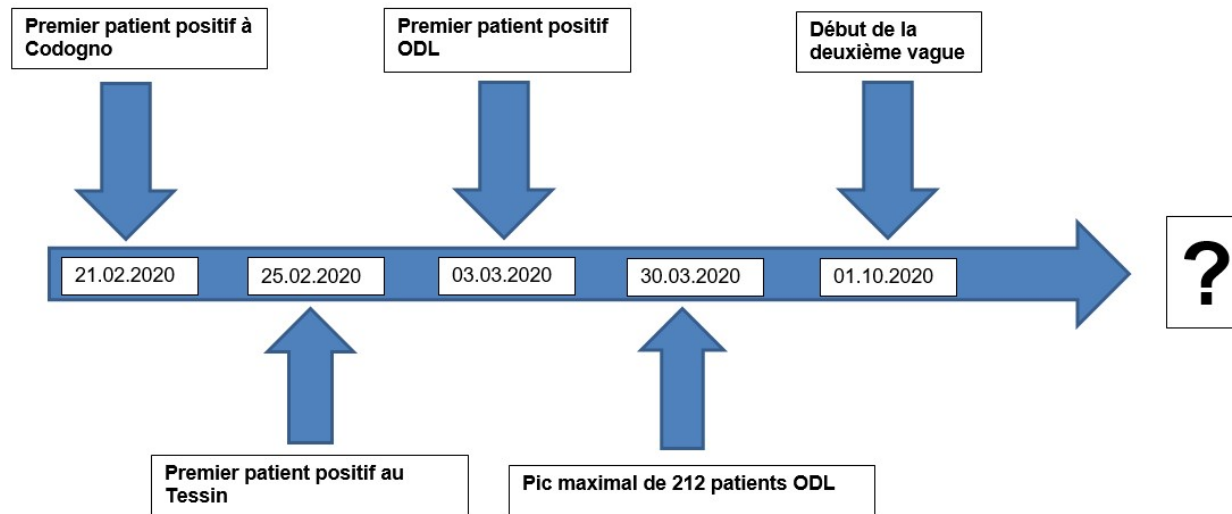 Premier patient positif à
Codogno
Premier patient positif
ODL
Début de la
deuxième vague
21.02.2020
25.02.2020
03.03.2020
30.03.2020
01.10.2020
?
Premier patient positif au
Tessin
Pic maximal de 212 patients ODL